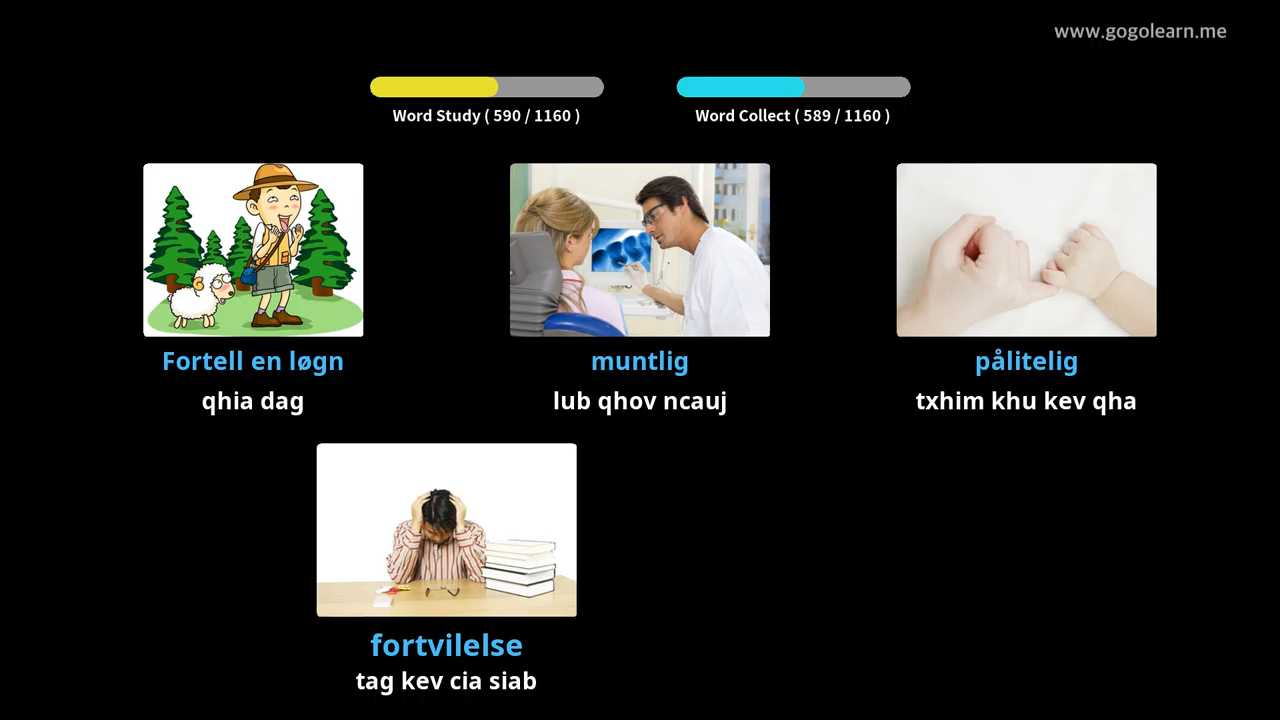 www.gogolearn.me
Word Study ( 590 / 1160 )
Word Collect ( 589 / 1160 )
Fortell en løgn
qhia dag
muntlig
lub qhov ncauj
pålitelig
txhim khu kev qha
fortvilelse
tag kev cia siab